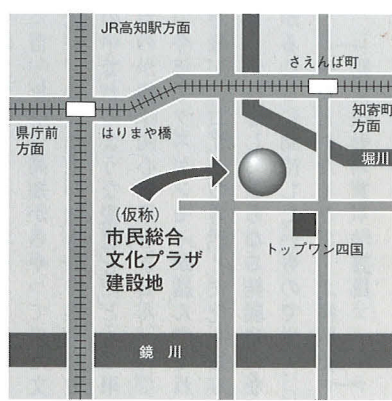 JR高知駅方面
さえんば町
県庁前
方面
はりまや橋
知寄町
方面
堀川
(仮称)
市民総合
文化プラザ
建設地
トップワン四国
鏡川